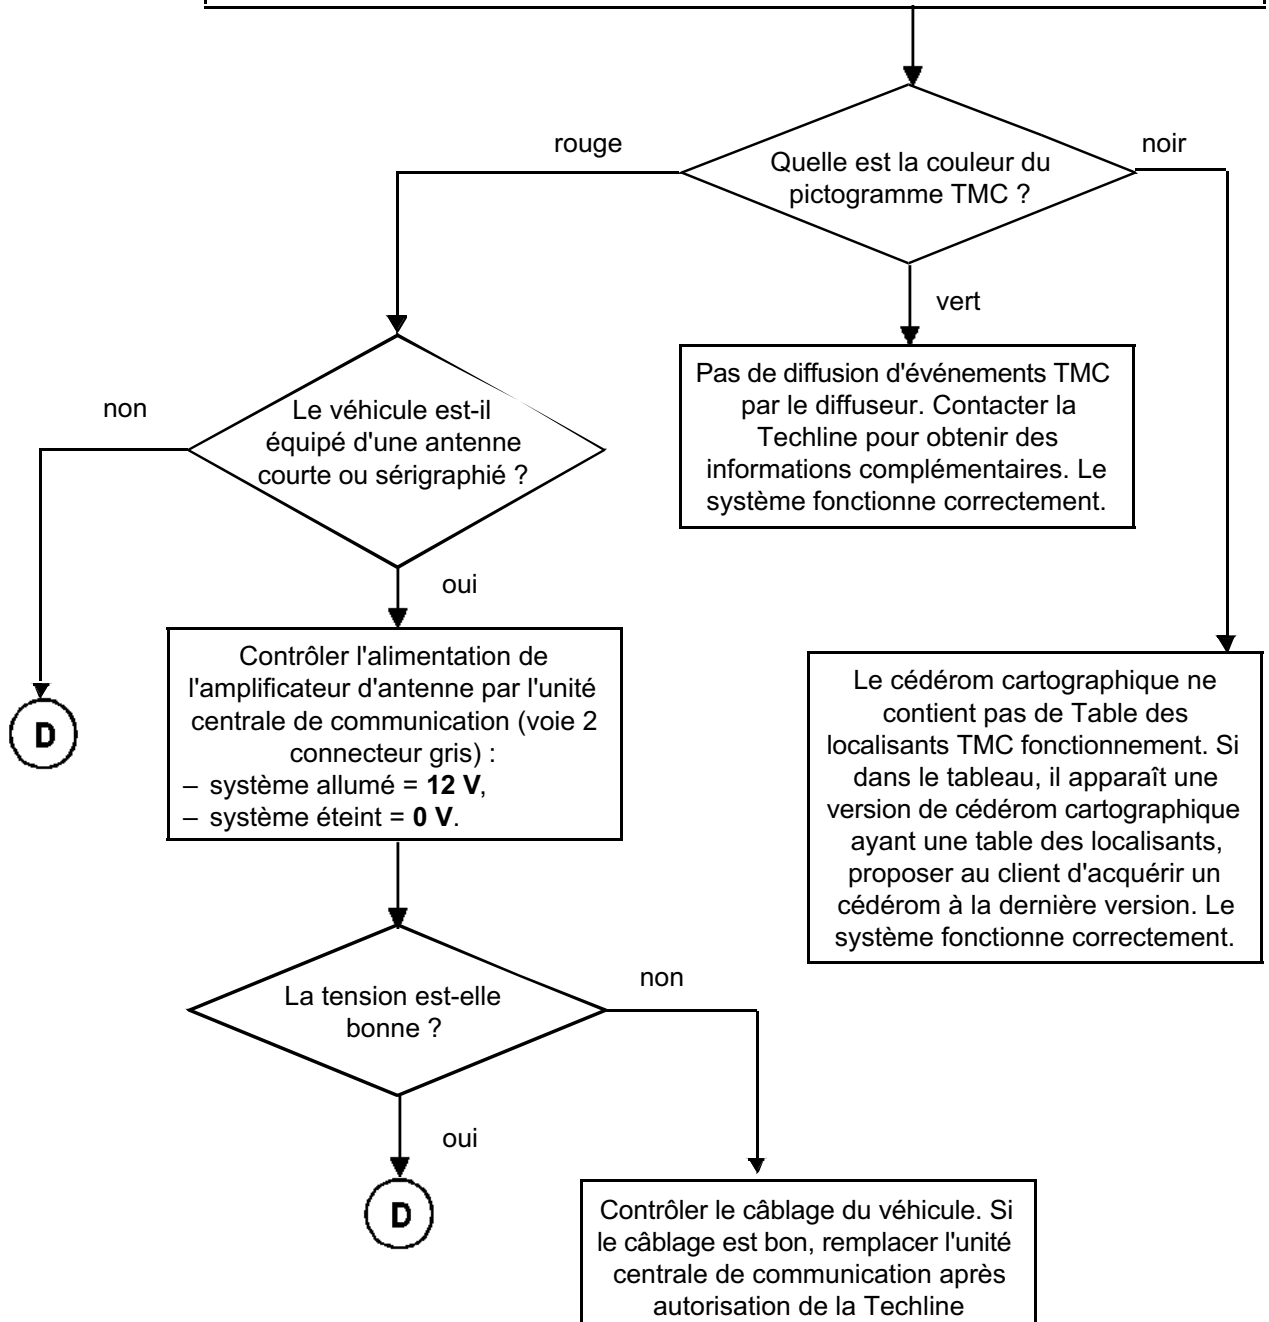 rouge
noir
Quelle est la couleur du
pictogramme TMC ?
vert
Pas de diffusion d'événements TMC
par le diffuseur. Contacter la
Techline pour obtenir des
informations complémentaires. Le
système fonctionne correctement.
non
Le véhicule est-il
équipé d'une antenne
courte ou sérigraphié ?
oui
Contrôler l'alimentation de
l'amplificateur d'antenne par l'unité
centrale de communication (voie 2
connecteur gris) :
– système allumé = 12 V,
– système éteint = 0 V.
D
Le cédérom cartographique ne
contient pas de Table des
localisants TMC fonctionnement. Si
dans le tableau, il apparaît une
version de cédérom cartographique
ayant une table des localisants,
proposer au client d'acquérir un
cédérom à la dernière version. Le
système fonctionne correctement.
La tension est-elle
bonne ?
non
oui
D
Contrôler le câblage du véhicule. Si
le câblage est bon, remplacer l'unité
centrale de communication après
autorisation de la Techline